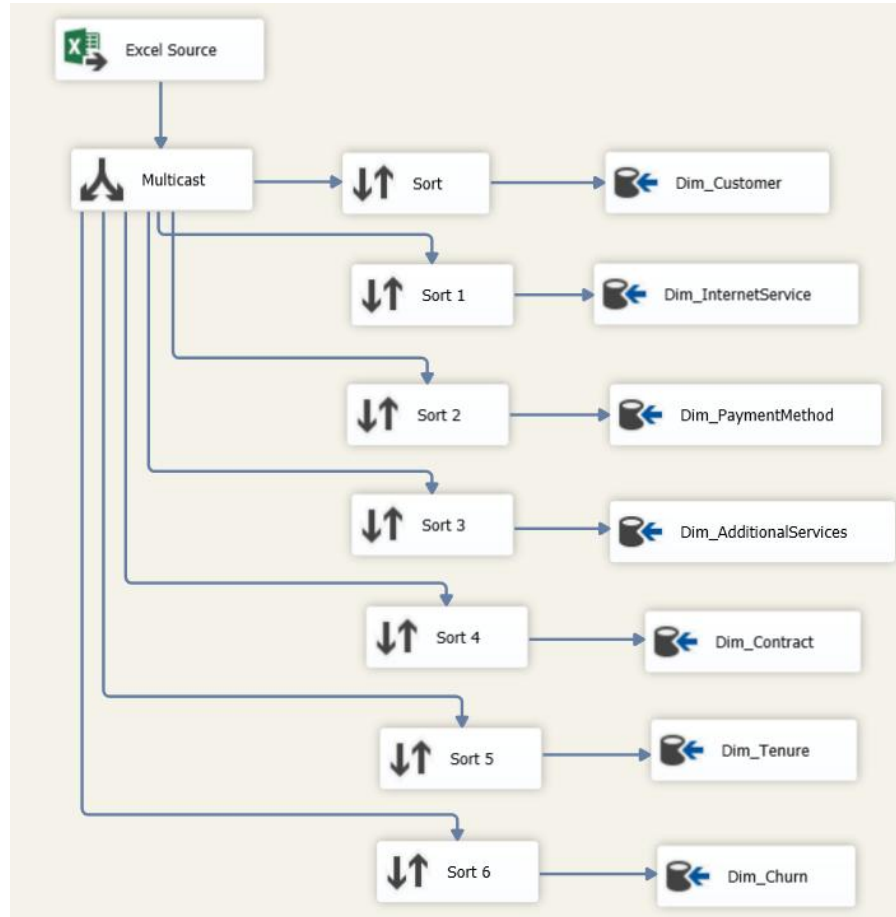 Excel Source
Multicast
Sort
Dim_Customer
Sort 1
Dim_InternetService
Sort 2
Dim_PaymentMethod
Sort 3
Dim_AdditionalServices
Sort 4
Dim_Contract
Sort 5
Dim_Tenure
Sort 6
Dim_Churn